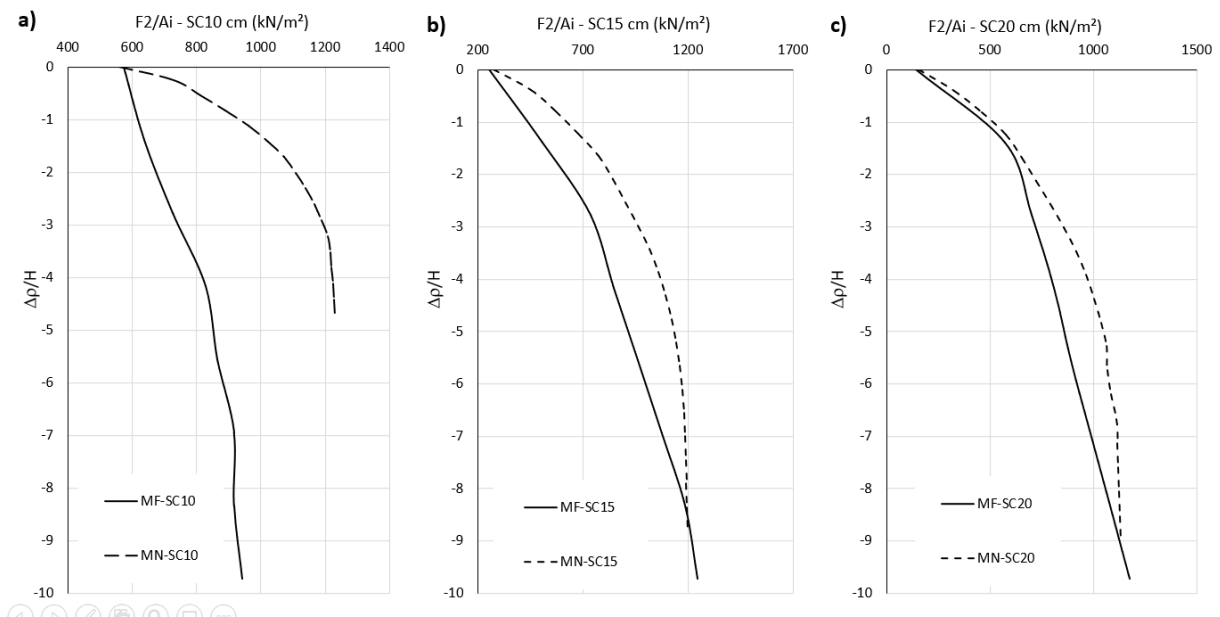 a)
F2/Ai - SC10 cm (kN/m²)
400 600 800 1000 1200 1400
0
-1
-2
-3
-4
-5
-6
-7
-8
-9
-10
Δρ/H
MF-SC10
MN-SC10
b)
F2/Ai - SC15 cm (kN/m²)
200 700 1200 1700
0
-1
-2
-3
-4
-5
-6
-7
-8
-9
-10
Δρ/H
MF-SC15
MN-SC15
c)
F2/Ai - SC20 cm (kN/m²)
0 500 1000 1500
0
-1
-2
-3
-4
-5
-6
-7
-8
-9
-10
Δρ/H
MF-SC20
MN-SC20